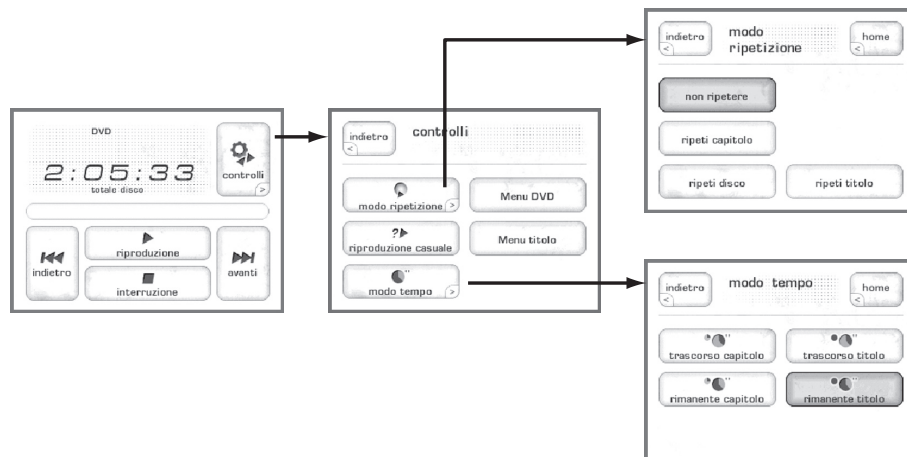 DVD
2:05:33
totale disco
controlli
indietro
riproduzione
interruzione
avanti
indietro
controlli
modo ripetizione
Menu DVD
?
riproduzione casuale
Menu titolo
modo tempo
indietro
modo
ripetizione
home
non ripetere
ripeti capitolo
ripeti disco
ripeti titolo
indietro
modo tempo
home
trascorso capitolo
trascorso titolo
rimanente capitolo
rimanente titolo